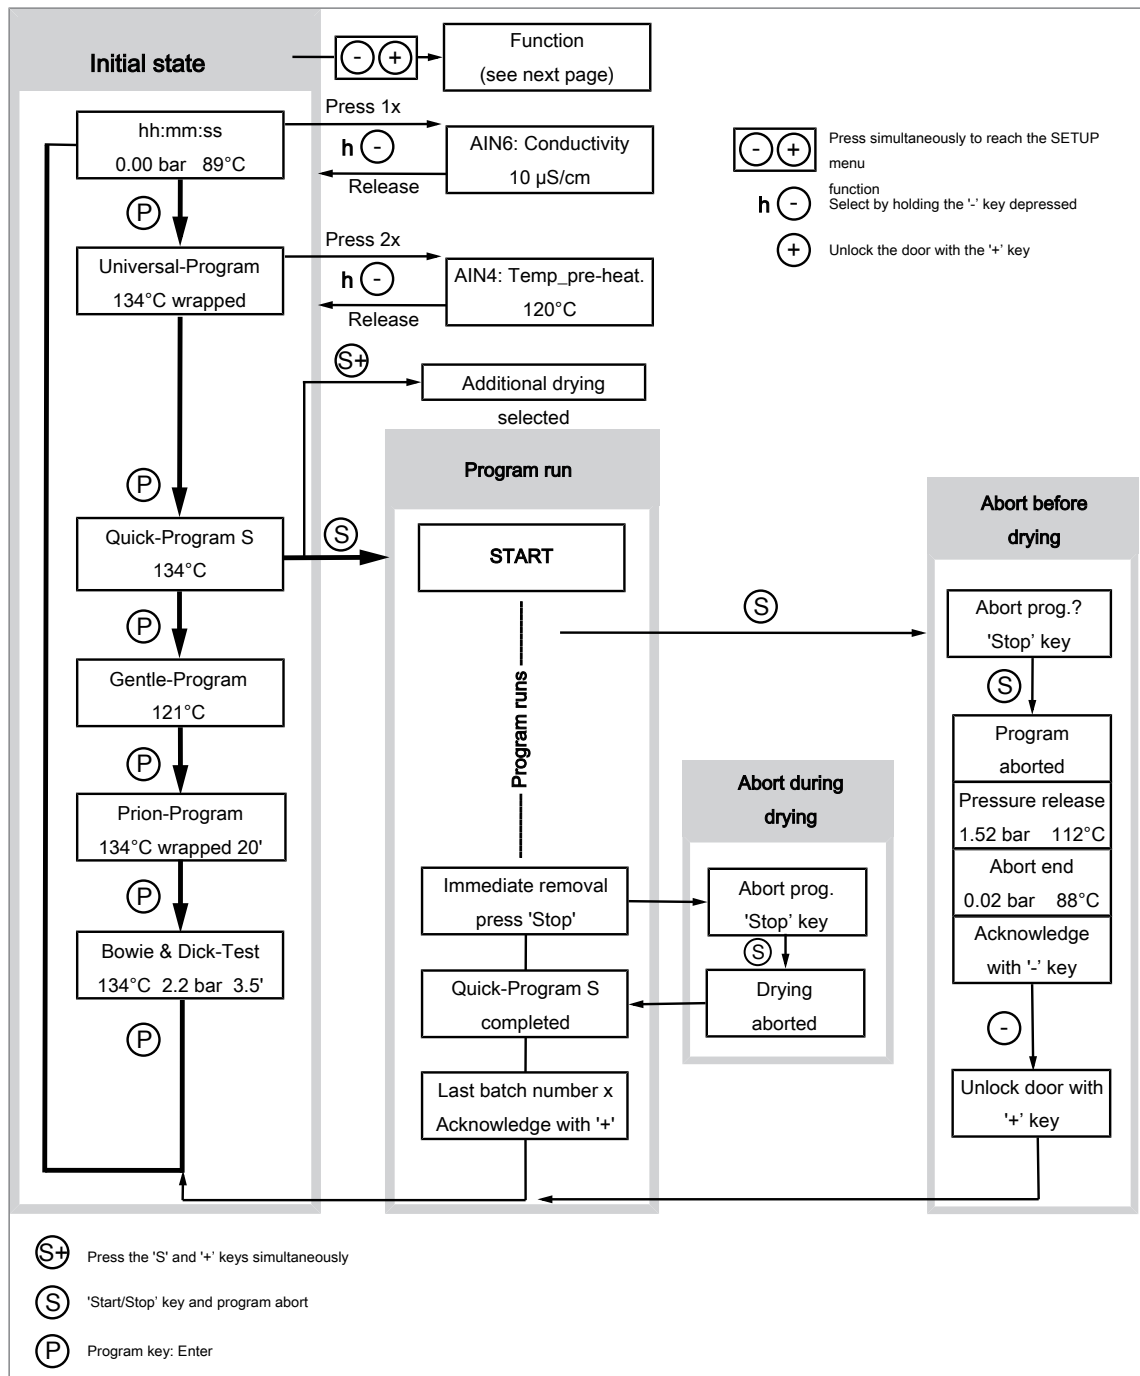 Initial state
- +
Function
(see next page)
hh:mm:ss
0.00 bar 89°C
Press 1x
h -
Release
AIN6: Conductivity
10 µS/cm
- +
Press simultaneously to reach the SETUP
menu
function
h -
Select by holding the '-' key depressed
+
Unlock the door with the '+' key
P
Universal-Program
134°C wrapped
Press 2x
h -
Release
AIN4: Temp_pre-heat.
120°C
S+
Additional drying
selected
P
Quick-Program S
134°C
S
Program run
START
Program runs
S
Abort before
drying
Abort prog.?
'Stop' key
S
Program
aborted
Pressure release
1.52 bar 112°C
Abort end
0.02 bar 88°C
Acknowledge
with '-' key
-
Unlock door with
'+' key
P
Gentle-Program
121°C
P
Prion-Program
134°C wrapped 20'
P
Bowie & Dick-Test
134°C 2.2 bar 3.5'
P
Immediate removal
press 'Stop'
Abort during
drying
Abort prog.
'Stop' key
S
Drying
aborted
Quick-Program S
completed
Last batch number x
Acknowledge with '+'
S+ Press the 'S' and '+' keys simultaneously
S 'Start/Stop' key and program abort
P Program key: Enter